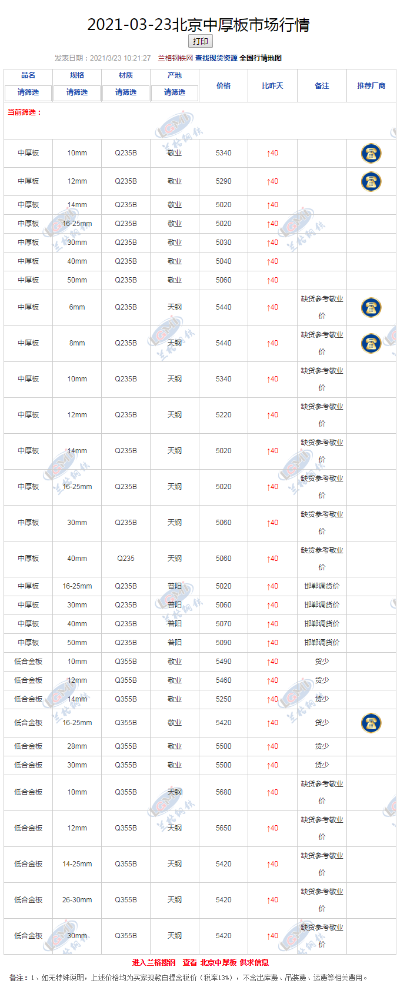 2021-03-23北京中厚板市场行情
打印
发表日期：2021/3/23 10:21:27 兰格钢铁网 查找现货资源 全国行情地图
品名 规格 材质 产地 价格 比昨天 备注 推荐厂商
请筛选 请筛选 请筛选 请筛选
当前筛选：
中厚板 10mm Q235B 敬业 5340 ↑40
中厚板 12mm Q235B 敬业 5290 ↑40
中厚板 14mm Q235B 敬业 5020 ↑40
中厚板 16-25mm Q235B 敬业 5020 ↑40
中厚板 30mm Q235B 敬业 5030 ↑40
中厚板 40mm Q235B 敬业 5040 ↑40
中厚板 50mm Q235B 敬业 5060 ↑40
中厚板 6mm Q235B 天钢 5440 ↑40 缺货参考敬业价
中厚板 8mm Q235B 天钢 5440 ↑40 缺货参考敬业价
中厚板 10mm Q235B 天钢 5340 ↑40 缺货参考敬业价
中厚板 12mm Q235B 天钢 5220 ↑40 缺货参考敬业价
中厚板 14mm Q235B 天钢 5020 ↑40 缺货参考敬业价
中厚板 16-25mm Q235B 天钢 5020 ↑40 缺货参考敬业价
中厚板 30mm Q235B 天钢 5060 ↑40 缺货参考敬业价
中厚板 40mm Q235 天钢 5060 ↑40 缺货参考敬业价
中厚板 16-25mm Q235B 普阳 5020 ↑40 邯郸调货价
中厚板 30mm Q235B 普阳 5060 ↑40 邯郸调货价
中厚板 40mm Q235B 普阳 5070 ↑40 邯郸调货价
中厚板 50mm Q235B 普阳 5090 ↑40 邯郸调货价
低合金板 10mm Q355B 敬业 5490 ↑40 货少
低合金板 12mm Q355B 敬业 5460 ↑40 货少
低合金板 14mm Q355B 敬业 5250 ↑40 货少
低合金板 16-25mm Q355B 敬业 5420 ↑40 货少
低合金板 28mm Q355B 敬业 5500 ↑40 货少
低合金板 30mm Q355B 敬业 5500 ↑40 货少
低合金板 10mm Q355B 天钢 5680 ↑40 缺货参考敬业价
低合金板 12mm Q355B 天钢 5650 ↑40 缺货参考敬业价
低合金板 14-25mm Q355B 天钢 5420 ↑40 缺货参考敬业价
低合金板 26-30mm Q355B 天钢 5420 ↑40 缺货参考敬业价
低合金板 30mm Q355B 天钢 5420 ↑40 缺货参考敬业价
进入兰格搜钢 查看 北京中厚板 供求信息
备注：1、如无特殊说明，上述价格均为买家现款自提含税价（税率13%），不含出库费、吊装费、运费等相关费用。